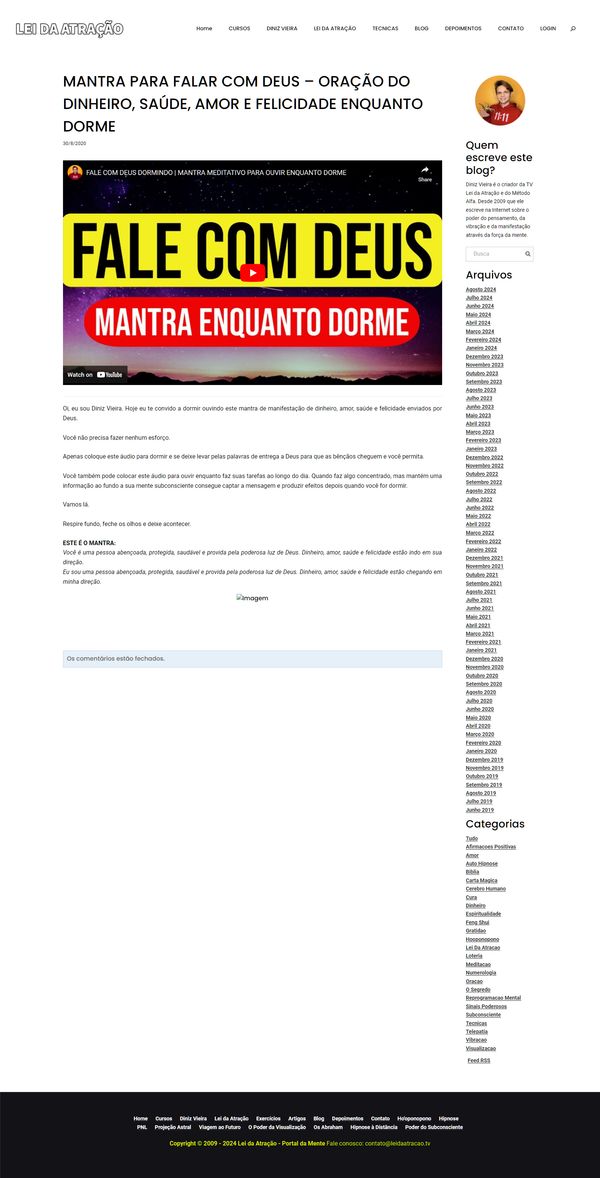 LEI DA ATRAÇÃO
Home CURSOS DINIZ VIEIRA LEI DA ATRAÇÃO TECNICAS BLOG DEPOIMENTOS CONTATO LOGIN
MANTRA PARA FALAR COM DEUS – ORAÇÃO DO
DINHEIRO, SAÚDE, AMOR E FELICIDADE ENQUANTO
DORME
30/8/2020
FALE COM DEUS DORMINDO | MANTRA MEDITATIVO PARA OUVIR ENQUANTO DORME
Share
FALE COM DEUS
MANTRA ENQUANTO DORME
Watch on YouTube
Oi, eu sou Diniz Vieira. Hoje eu te convido a dormir ouvindo este mantra de manifestação de dinheiro, amor, saúde e felicidade enviados por
Deus.
Você não precisa fazer nenhum esforço.
Apenas coloque este áudio para dormir e se deixe levar pelas palavras de entrega a Deus para que as bênçãos cheguem e você permita.
Você também pode colocar este áudio para ouvir enquanto faz suas tarefas ao longo do dia. Quando faz algo concentrado, mas mantém uma
informação ao fundo a sua mente subconsciente consegue captar a mensagem e produzir efeitos depois quando você for dormir.
Vamos lá.
Respire fundo, feche os olhos e deixe acontecer.
ESTE É O MANTRA:
Você é uma pessoa abençoada, protegida, saudável e provida pela poderosa luz de Deus. Dinheiro, amor, saúde e felicidade estão indo em sua
direção.
Eu sou uma pessoa abençoada, protegida, saudável e provida pela poderosa luz de Deus. Dinheiro, amor, saúde e felicidade estão chegando em
minha direção.
Imagem
Os comentários estão fechados.
11:11
Quem
escreve este
blog?
Diniz Vieira é o criador da TV
Lei da Atração e do Método
Alfa. Desde 2009 que ele
escreve na Internet sobre o
poder do pensamento, da
vibração e da manifestação
através da força da mente.
Busca
Arquivos
Agosto 2024
Julho 2024
Junho 2024
Maio 2024
Abril 2024
Março 2024
Fevereiro 2024
Janeiro 2024
Dezembro 2023
Novembro 2023
Outubro 2023
Setembro 2023
Agosto 2023
Julho 2023
Junho 2023
Maio 2023
Abril 2023
Março 2023
Fevereiro 2023
Janeiro 2023
Dezembro 2022
Novembro 2022
Outubro 2022
Setembro 2022
Agosto 2022
Julho 2022
Junho 2022
Maio 2022
Abril 2022
Março 2022
Fevereiro 2022
Janeiro 2022
Dezembro 2021
Novembro 2021
Outubro 2021
Setembro 2021
Agosto 2021
Julho 2021
Junho 2021
Maio 2021
Abril 2021
Março 2021
Fevereiro 2021
Janeiro 2021
Dezembro 2020
Novembro 2020
Outubro 2020
Setembro 2020
Agosto 2020
Julho 2020
Junho 2020
Maio 2020
Abril 2020
Março 2020
Fevereiro 2020
Janeiro 2020
Dezembro 2019
Novembro 2019
Outubro 2019
Setembro 2019
Agosto 2019
Julho 2019
Junho 2019
Categorias
Tudo
Afirmacoes Positivas
Amor
Auto Hipnose
Biblia
Carta Magica
Cerebro Humano
Cura
Dinheiro
Espiritualidade
Feng Shui
Gratidao
Hooponopono
Lei Da Atracao
Loteria
Meditacao
Numerologia
Oracao
O Segredo
Reprogramacao Mental
Sinais Poderosos
Subconsciente
Tecnicas
Telepatia
Vibracao
Visualizacao
Feed RSS
Home Cursos Diniz Vieira Lei da Atração Exercícios Artigos Blog Depoimentos Contato Ho'oponopono Hipnose
PNL Projeção Astral Viagem ao Futuro O Poder da Visualização Os Abraham Hipnose à Distância Poder do Subconsciente
Copyright © 2009 - 2024 Lei da Atração - Portal da Mente Fale conosco: contato@leidaatracao.tv